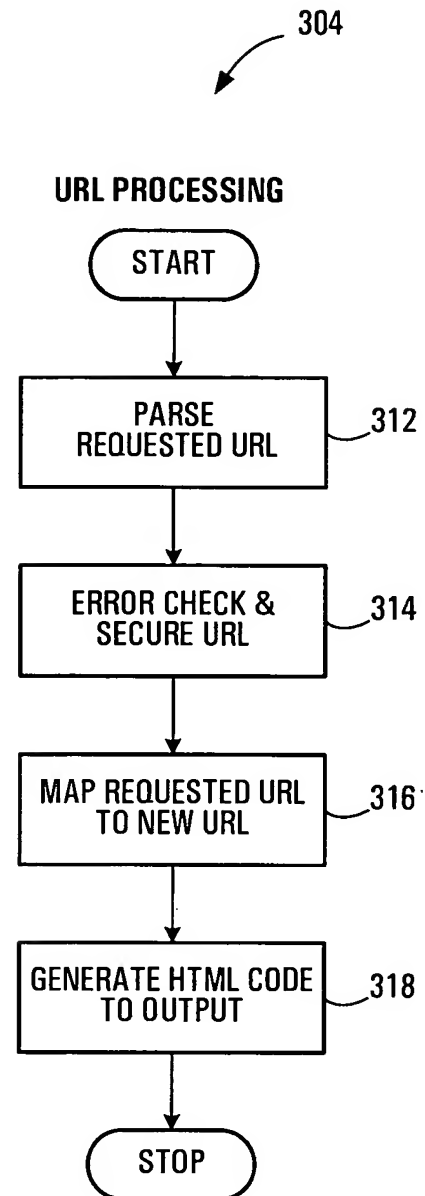 304
URL PROCESSING
START
PARSE
REQUESTED URL
312
ERROR CHECK &
SECURE URL
314
MAP REQUESTED URL
TO NEW URL
316
GENERATE HTML CODE
TO OUTPUT
318
STOP